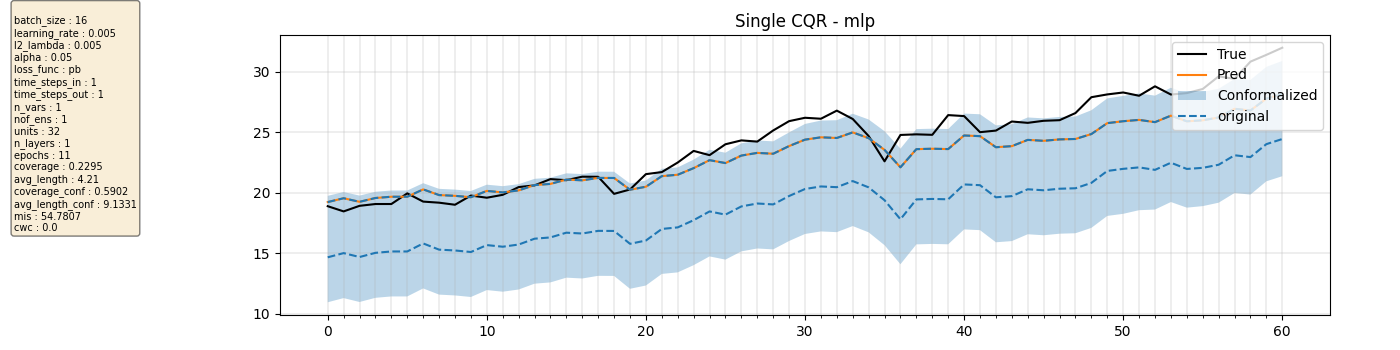 batch_size : 16
learning_rate : 0.005
l2_lambda : 0.005
alpha : 0.05
loss_func : pb
time_steps_in : 1
time_steps_out : 1
n_vars : 1
nof_ens : 1
units : 32
n_layers : 1
epochs : 11
coverage : 0.2295
avg_length : 4.21
coverage_conf : 0.5902
avg_length_conf : 9.1331
mis : 54.7807
cwc : 0.0
Single CQR - mlp
True
Pred
Conformalized
original
30
25
20
15
10
0 10 20 30 40 50 60